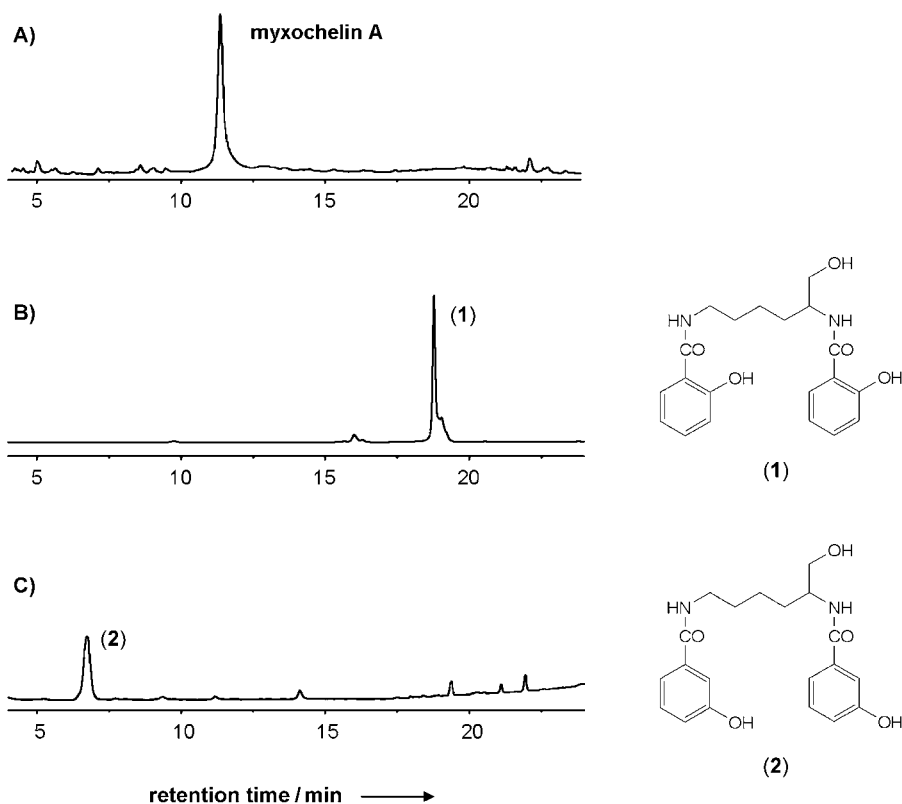 A)
myxochelin A
5 10 15 20
B)
(1)
5 10 15 20
OH
HN NH
CO CO
OH OH
(1)
C)
(2)
5 10 15 20
OH
HN NH
CO CO
OH OH
(2)
retention time / min